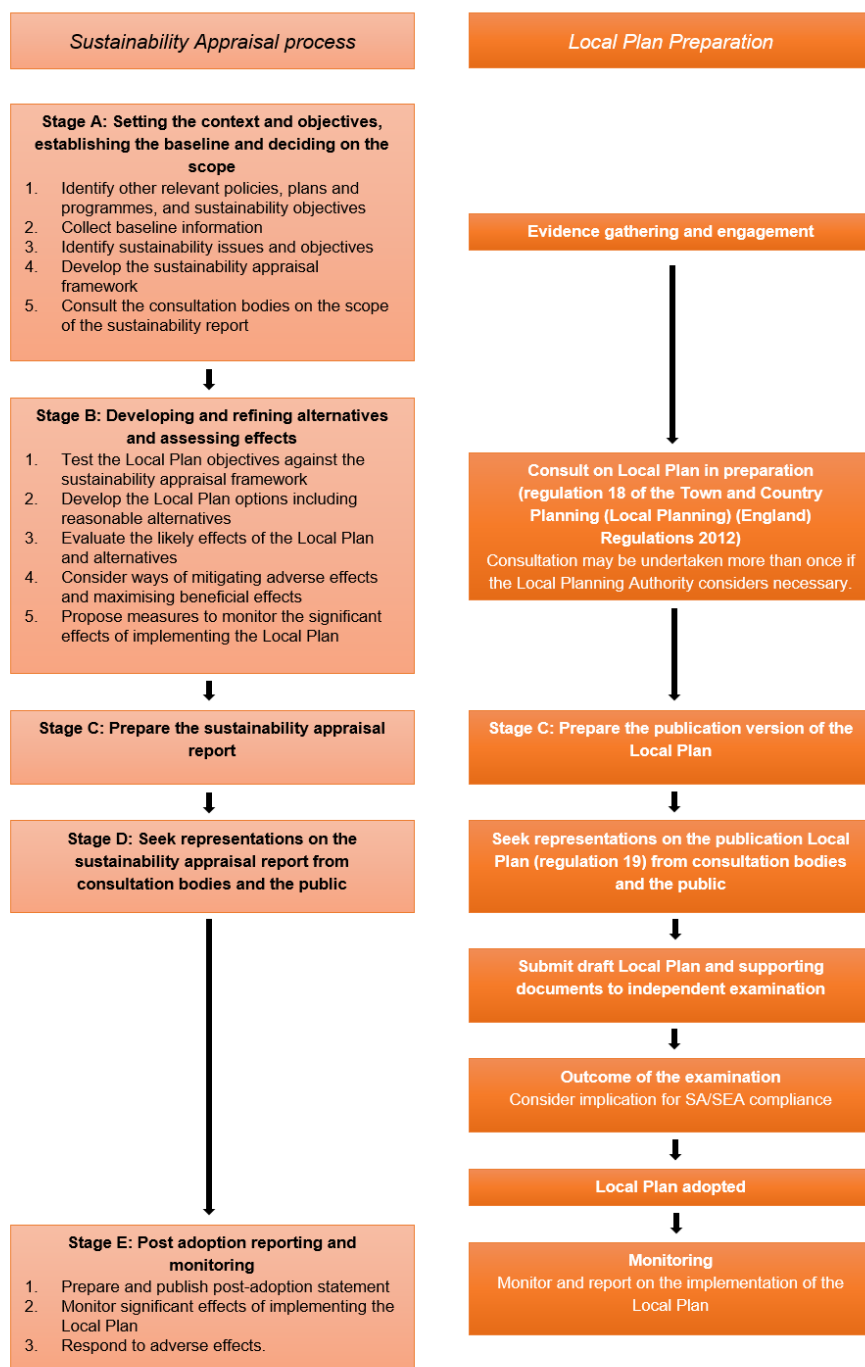 Sustainability Appraisal process
Local Plan Preparation
Stage A: Setting the context and objectives,
establishing the baseline and deciding on the
scope
1. Identify other relevant policies, plans and
programmes, and sustainability objectives
2. Collect baseline information
3. Identify sustainability issues and objectives
4. Develop the sustainability appraisal
framework
5. Consult the consultation bodies on the scope
of the sustainability report
Evidence gathering and engagement
Stage B: Developing and refining alternatives
and assessing effects
1. Test the Local Plan objectives against the
sustainability appraisal framework
2. Develop the Local Plan options including
reasonable alternatives
3. Evaluate the likely effects of the Local Plan
and alternatives
4. Consider ways of mitigating adverse effects
and maximising beneficial effects
5. Propose measures to monitor the significant
effects of implementing the Local Plan
Consult on Local Plan in preparation
(regulation 18 of the Town and Country
Planning (Local Planning) (England)
Regulations 2012)
Consultation may be undertaken more than once if
the Local Planning Authority considers necessary.
Stage C: Prepare the sustainability appraisal
report
Stage C: Prepare the publication version of the
Local Plan
Stage D: Seek representations on the
sustainability appraisal report from
consultation bodies and the public
Seek representations on the publication Local
Plan (regulation 19) from consultation bodies
and the public
Submit draft Local Plan and supporting
documents to independent examination
Outcome of the examination
Consider implication for SA/SEA compliance
Local Plan adopted
Stage E: Post adoption reporting and
monitoring
1. Prepare and publish post-adoption statement
2. Monitor significant effects of implementing the
Local Plan
3. Respond to adverse effects.
Monitoring
Monitor and report on the implementation of the
Local Plan